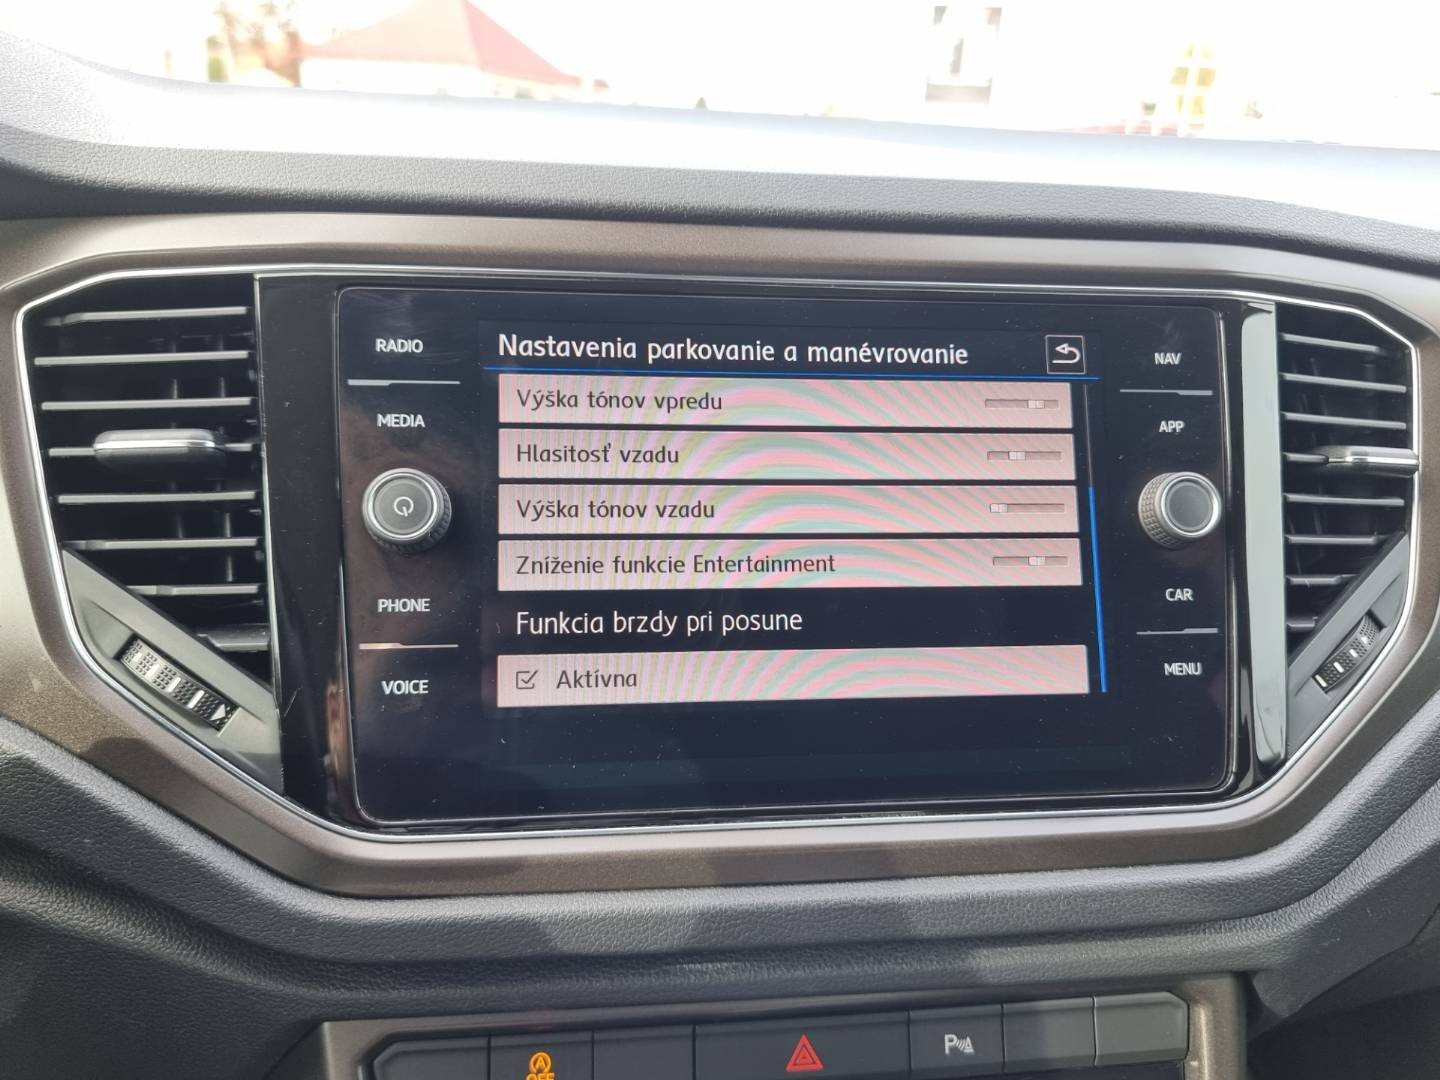 Nastavenia parkovanie a manévrovanie
Výška tónov vpredu
Hlasitosť vzadu
Výška tónov vzadu
Zníženie funkcie Entertainment
Funkcia brzdy pri posune
Aktívna
RADIO
MEDIA
PHONE
VOICE
NAV
APP
CAR
MENU
A
OFF
P